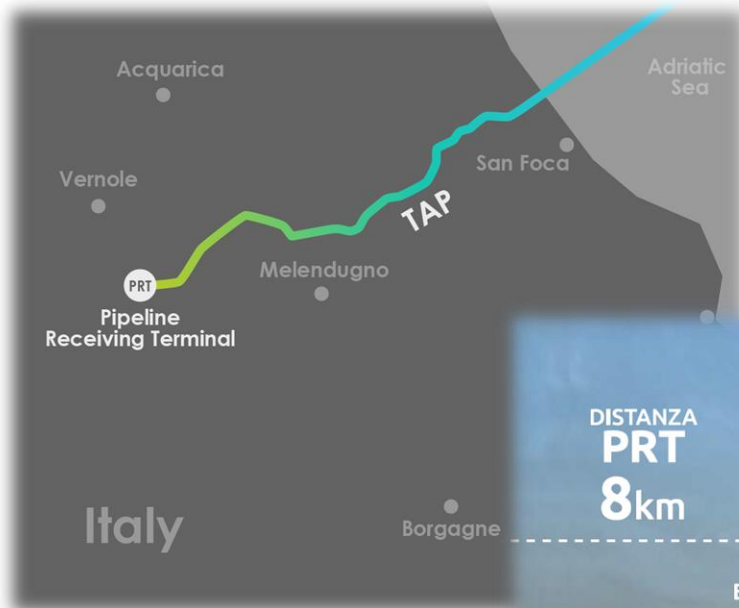 Acquarica
Adriatic
Sea
San Foca
Vernole
TAP
Melendugno
PRT
Pipeline
Receiving Terminal
DISTANZA
PRT
8km
Italy
Borgagne